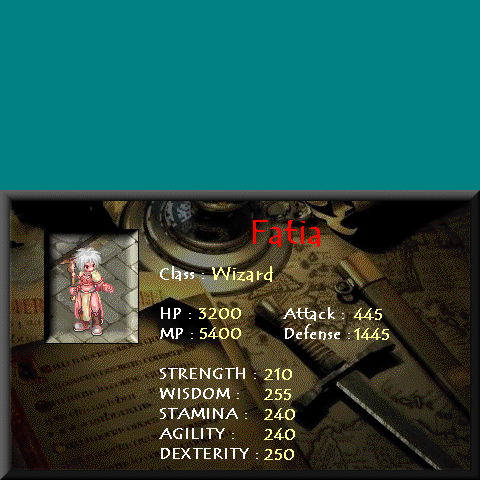 Fatia
Class : Wizard
HP : 3200 Attack : 445
MP : 5400 Defense : 1445
STRENGTH : 210
WISDOM : 255
STAMINA : 240
AGILITY : 240
DEXTERITY : 250